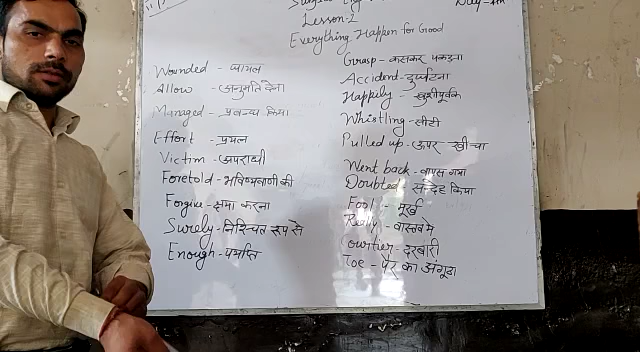 Lesson-2
Everything Happen for Good
Wounded - घायल
Allow - अनुमति देना
Managed - प्रबन्ध किया
Effort - प्रयत्न
Victim - अपराधी
Foretold - भविष्यवाणी की
Forgive - क्षमा करना
Surely - निश्चित रूप से
Enough - पर्याप्त
Grasp - कसकर पकड़ना
Accident - दुर्घटना
Happily - खुशीपूर्वक
Whistling - सीटी
Pulled up - ऊपर खींचा
Went back - वापस गया
Doubted - संदेह किया
Fool - मूर्ख
Really - वास्तव मे
Courtier - दरबारी
Toe - पैर का अंगूठा